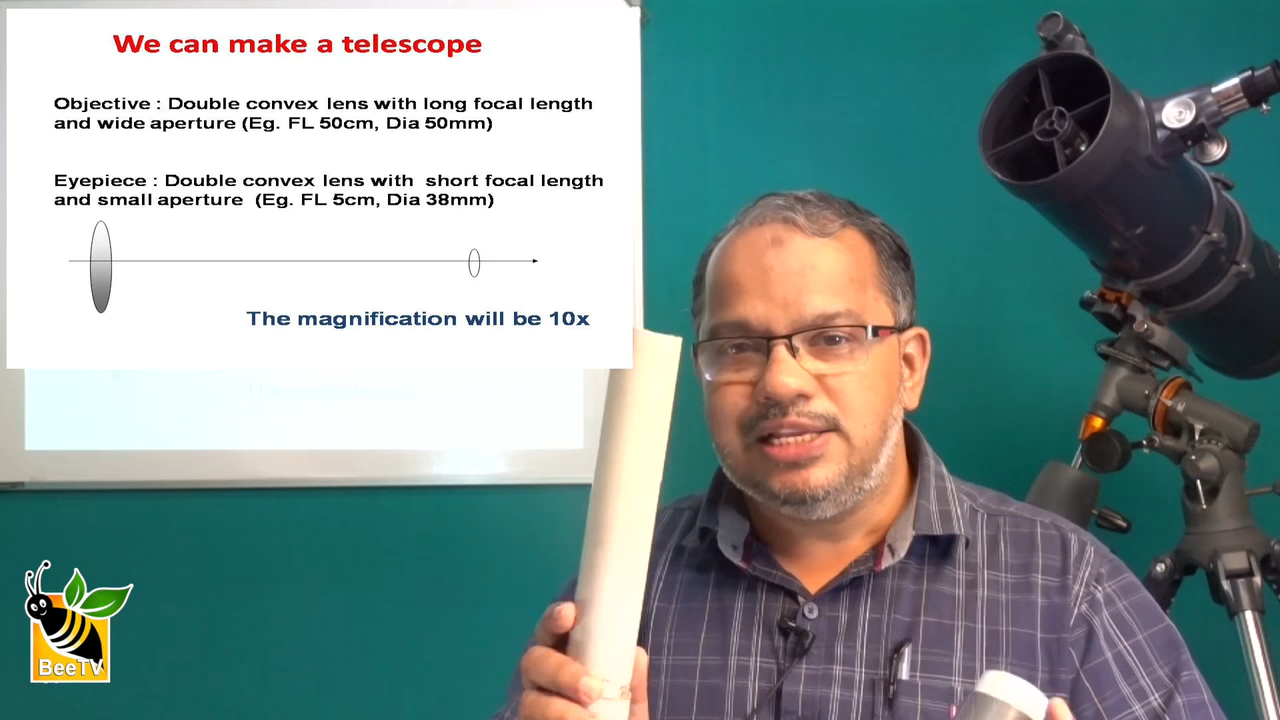 We can make a telescope
Objective : Double convex lens with long focal length
and wide aperture (Eg. FL 50cm, Dia 50mm)
Eyepiece : Double convex lens with short focal length
and small aperture (Eg. FL 5cm, Dia 38mm)
The magnification will be 10x
BeeTV